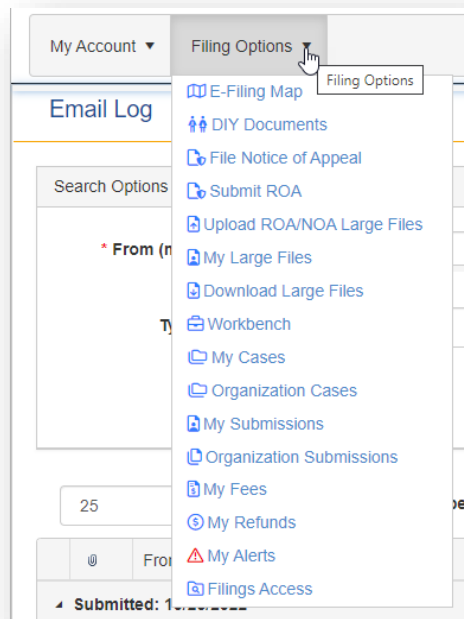 My Account ▼ Filing Options ▼
Filing Options
Email Log
E-Filing Map
DIY Documents
File Notice of Appeal
Search Options
Submit ROA
Upload ROA/NOA Large Files
* From
My Large Files
Download Large Files
Workbench
My Cases
Organization Cases
My Submissions
Organization Submissions
My Fees
25
My Refunds
My Alerts
Filings Access
Submitted: